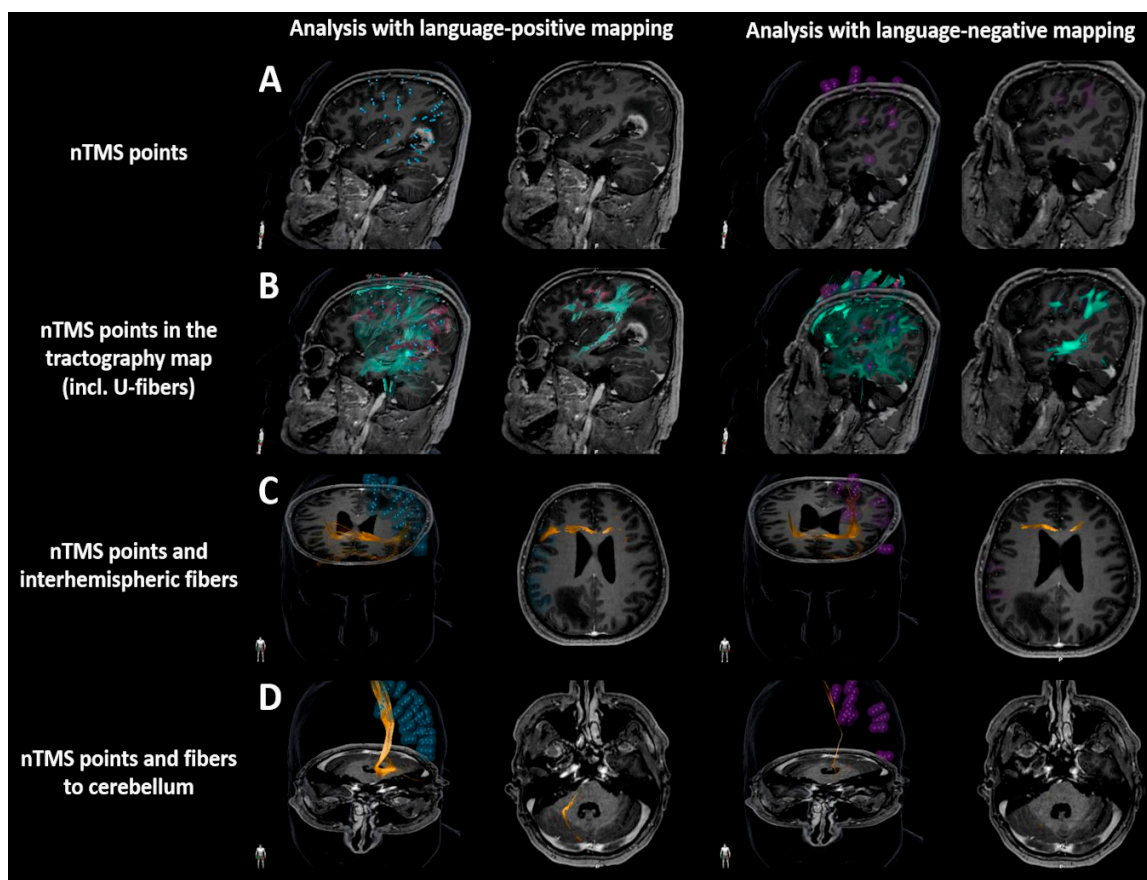 Analysis with language-positive mapping
Analysis with language-negative mapping
A
nTMS points
B
nTMS points in the
tractography map
(incl. U-fibers)
C
nTMS points and
interhemispheric fibers
D
nTMS points and fibers
to cerebellum